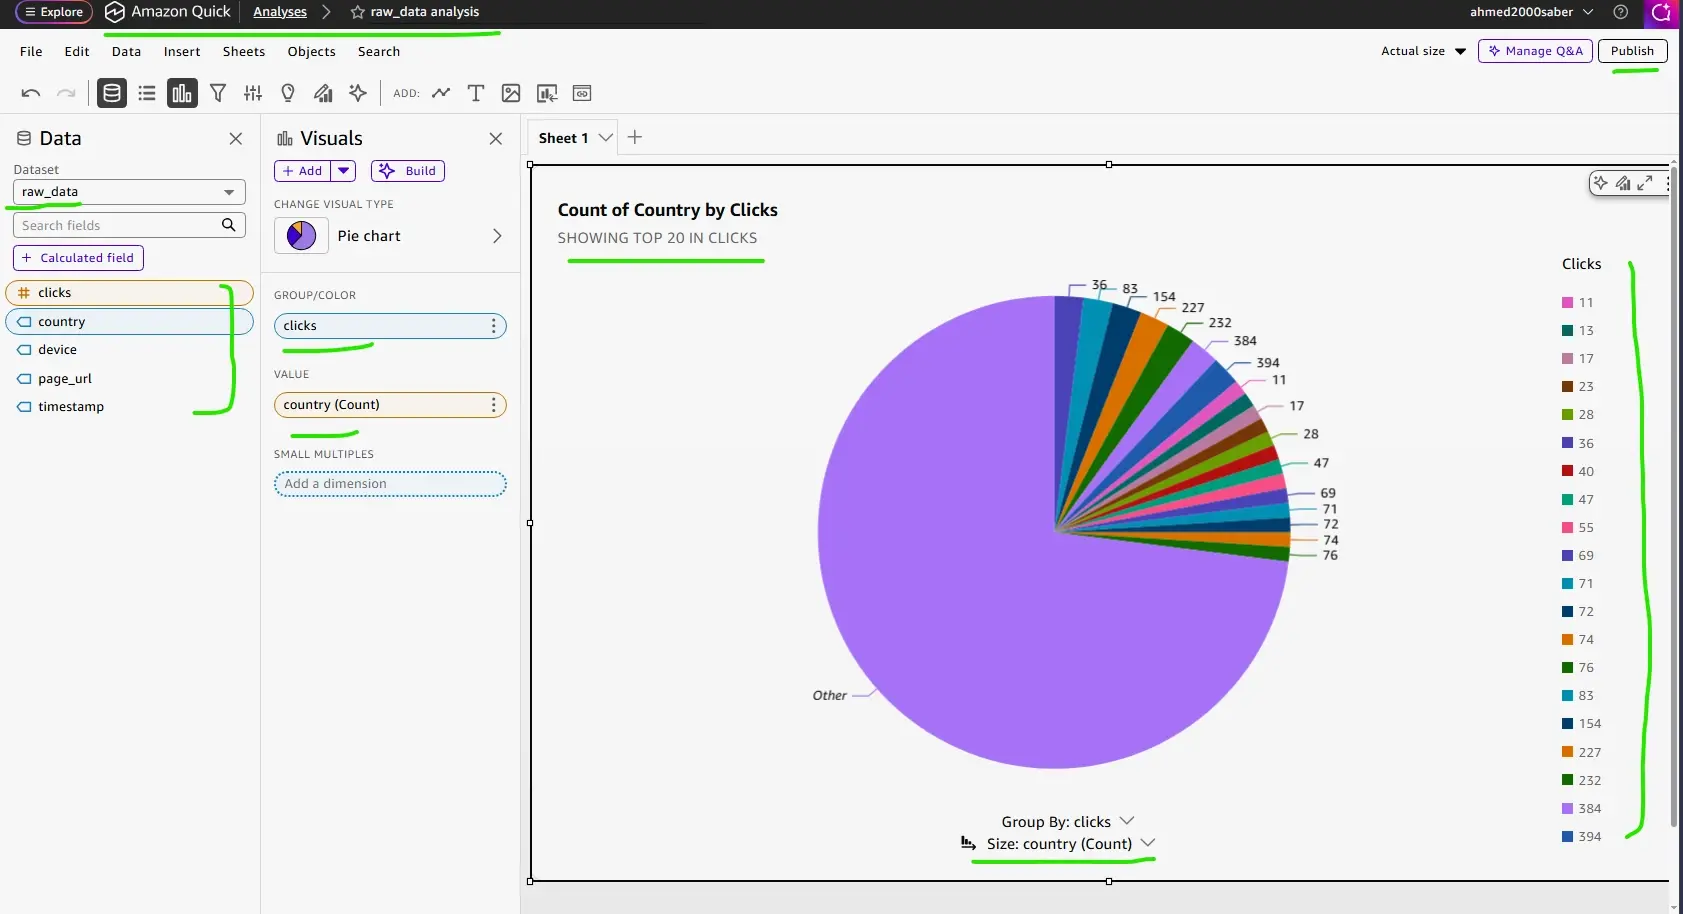 Explore Amazon Quick Analyses raw_data analysis ahmed2000saber
File Edit Data Insert Sheets Objects Search Actual size Manage Q&A Publish
ADD:
Data
Dataset
raw_data
Search fields
+ Calculated field
clicks
country
device
page_url
timestamp
Visuals
+ Add Build
CHANGE VISUAL TYPE
Pie chart
GROUP/COLOR
clicks
VALUE
country (Count)
SMALL MULTIPLES
Add a dimension
Sheet 1
Count of Country by Clicks
SHOWING TOP 20 IN CLICKS
36
83
154
227
232
384
394
11
17
28
47
69
71
72
74
76
Other
Group By: clicks
Size: country (Count)
Clicks
11
13
17
23
28
36
40
47
55
69
71
72
74
76
83
154
227
232
384
394